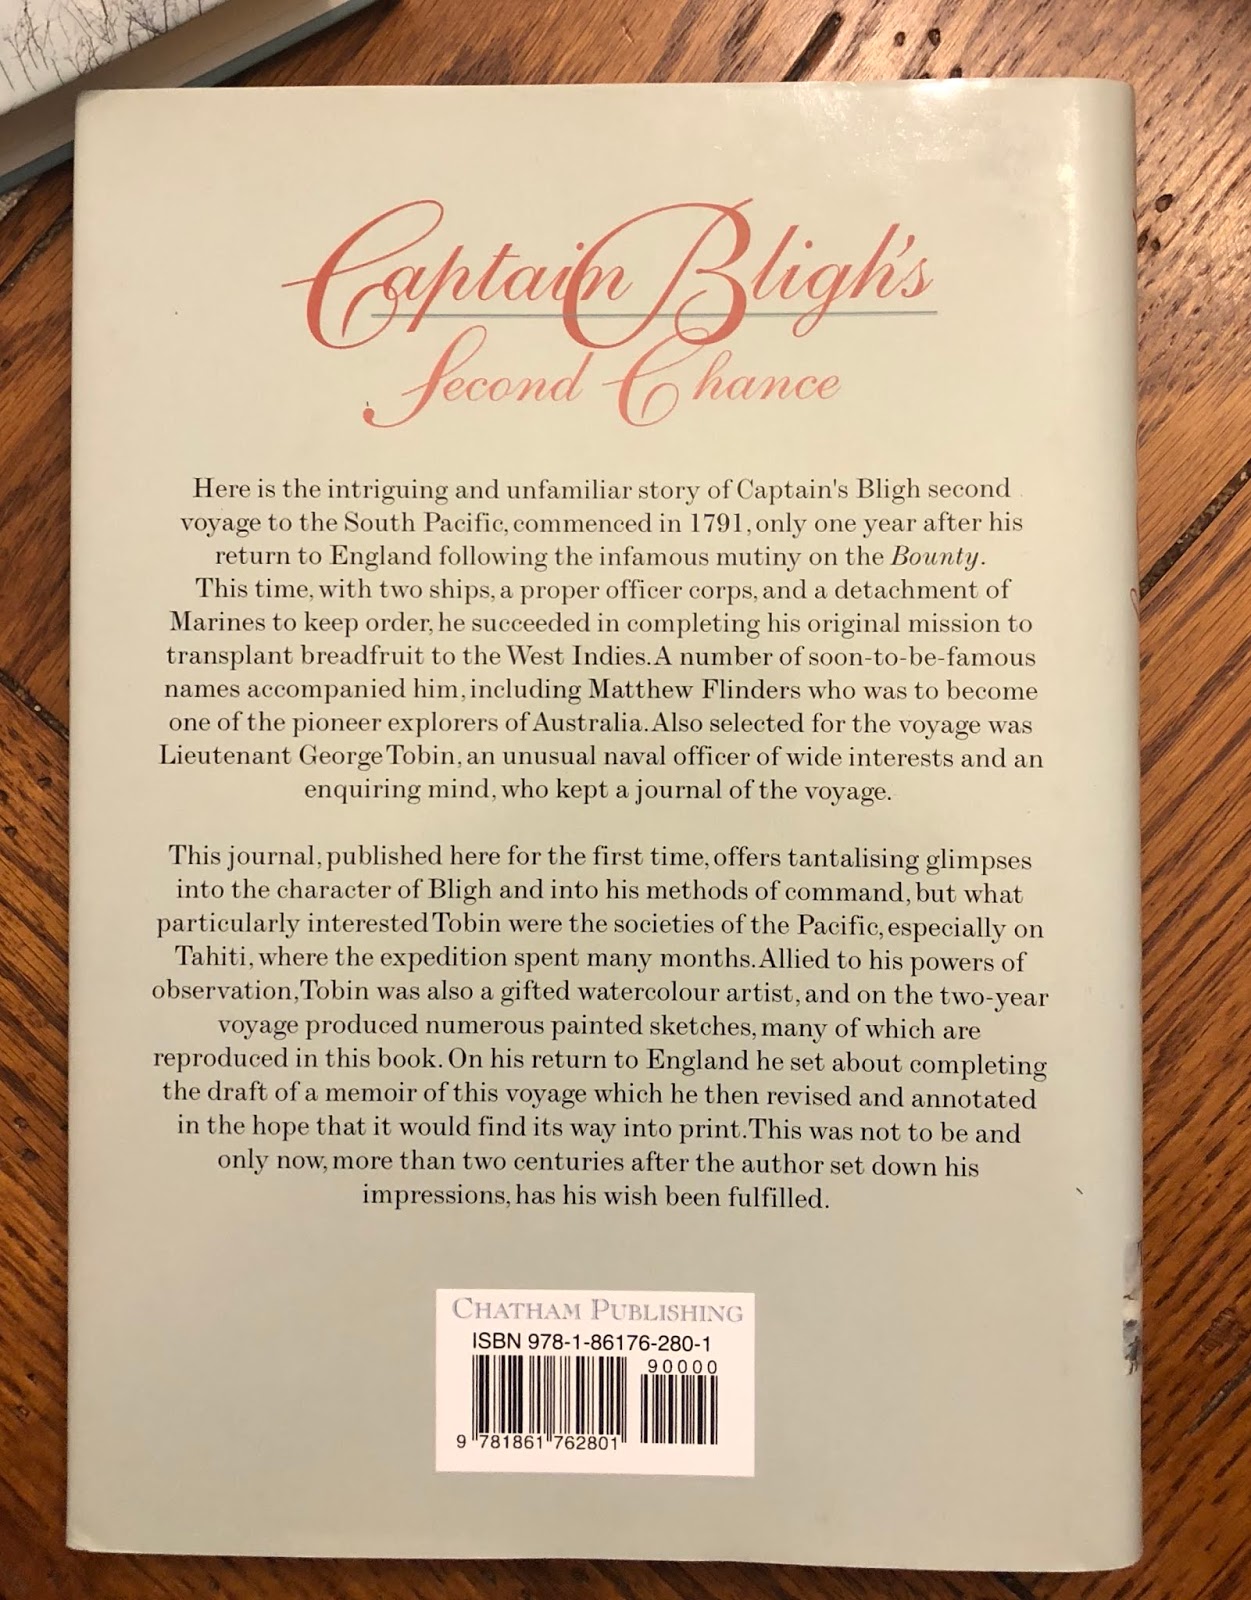 Captain Bligh's
Second Chance
Here is the intriguing and unfamiliar story of Captain's Bligh second
voyage to the South Pacific, commenced in 1791, only one year after his
return to England following the infamous mutiny on the Bounty.
This time, with two ships, a proper officer corps, and a detachment of
Marines to keep order, he succeeded in completing his original mission to
transplant breadfruit to the West Indies. A number of soon-to-be-famous
names accompanied him, including Matthew Flinders who was to become
one of the pioneer explorers of Australia. Also selected for the voyage was
Lieutenant George Tobin, an unusual naval officer of wide interests and an
enquiring mind, who kept a journal of the voyage.
This journal, published here for the first time, offers tantalising glimpses
into the character of Bligh and into his methods of command, but what
particularly interested Tobin were the societies of the Pacific, especially on
Tahiti, where the expedition spent many months. Allied to his powers of
observation, Tobin was also a gifted watercolour artist, and on the two-year
voyage produced numerous painted sketches, many of which are
reproduced in this book. On his return to England he set about completing
the draft of a memoir of this voyage which he then revised and annotated
in the hope that it would find its way into print. This was not to be and
only now, more than two centuries after the author set down his
impressions, has his wish been fulfilled.
CHATHAM PUBLISHING
ISBN 978-1-86176-280-1
90000
9 781861 762801